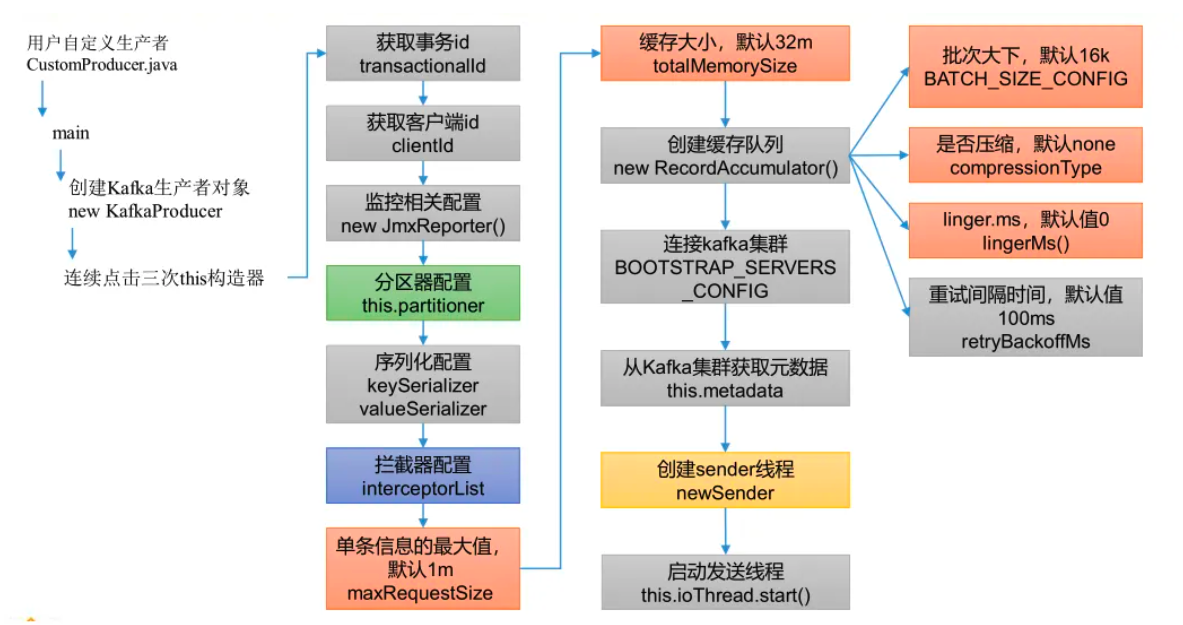 用户自定义生产者
CustomProducer.java
main
创建Kafka生产者对象
new KafkaProducer
连续点击三次this构造器
获取事务id
transactionalId
获取客户端id
clientId
监控相关配置
new JmxReporter()
分区器配置
this.partitioner
序列化配置
keySerializer
valueSerializer
拦截器配置
interceptorList
单条信息的最大值，
默认1m
maxRequestSize
缓存大小，默认32m
totalMemorySize
创建缓存队列
new RecordAccumulator()
连接kafka集群
BOOTSTRAP_SERVERS
_CONFIG
从Kafka集群获取元数据
this.metadata
创建sender线程
newSender
启动发送线程
this.ioThread.start()
批次大下，默认16k
BATCH_SIZE_CONFIG
是否压缩，默认none
compressionType
linger.ms，默认值0
lingerMs()
重试间隔时间，默认值
100ms
retryBackoffMs